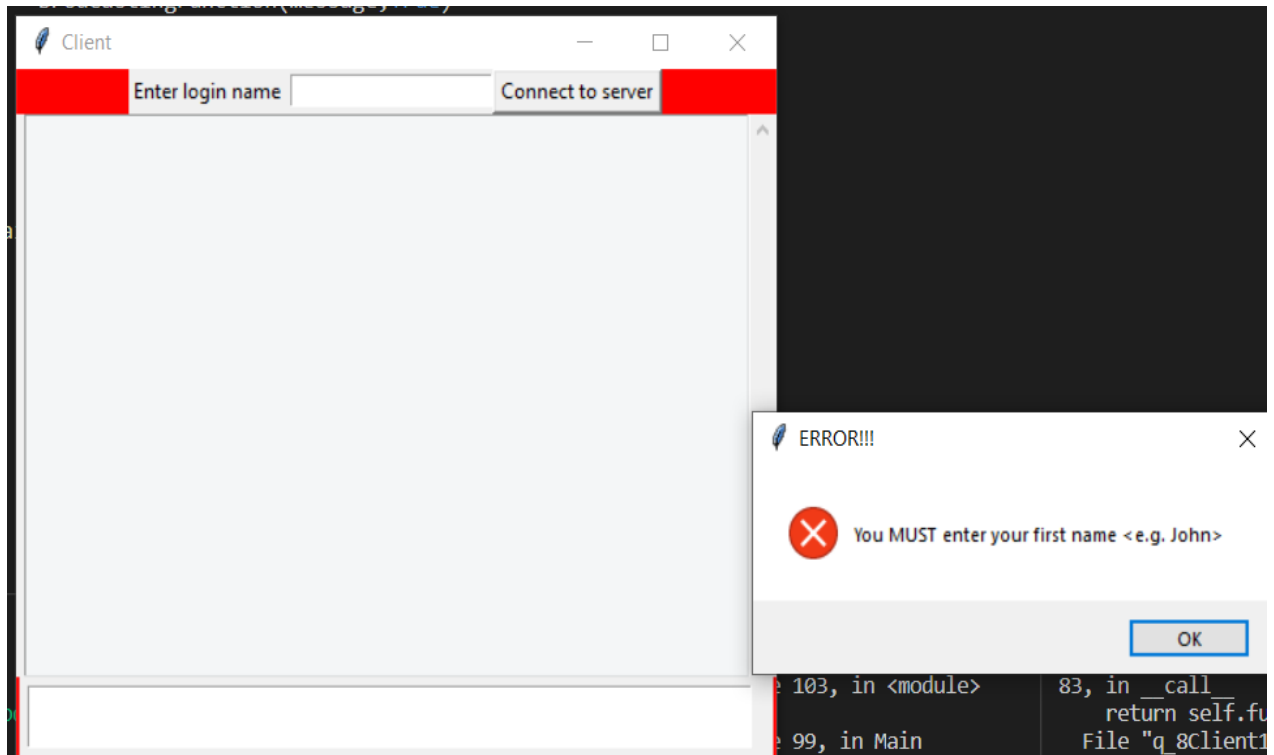 Client
Enter login name
Connect to server
ERROR!!!
You MUST enter your first name <e.g. John>
OK
103, in <module>
99, in Main
83, in __call__
return self.fu
File "q_8Client1